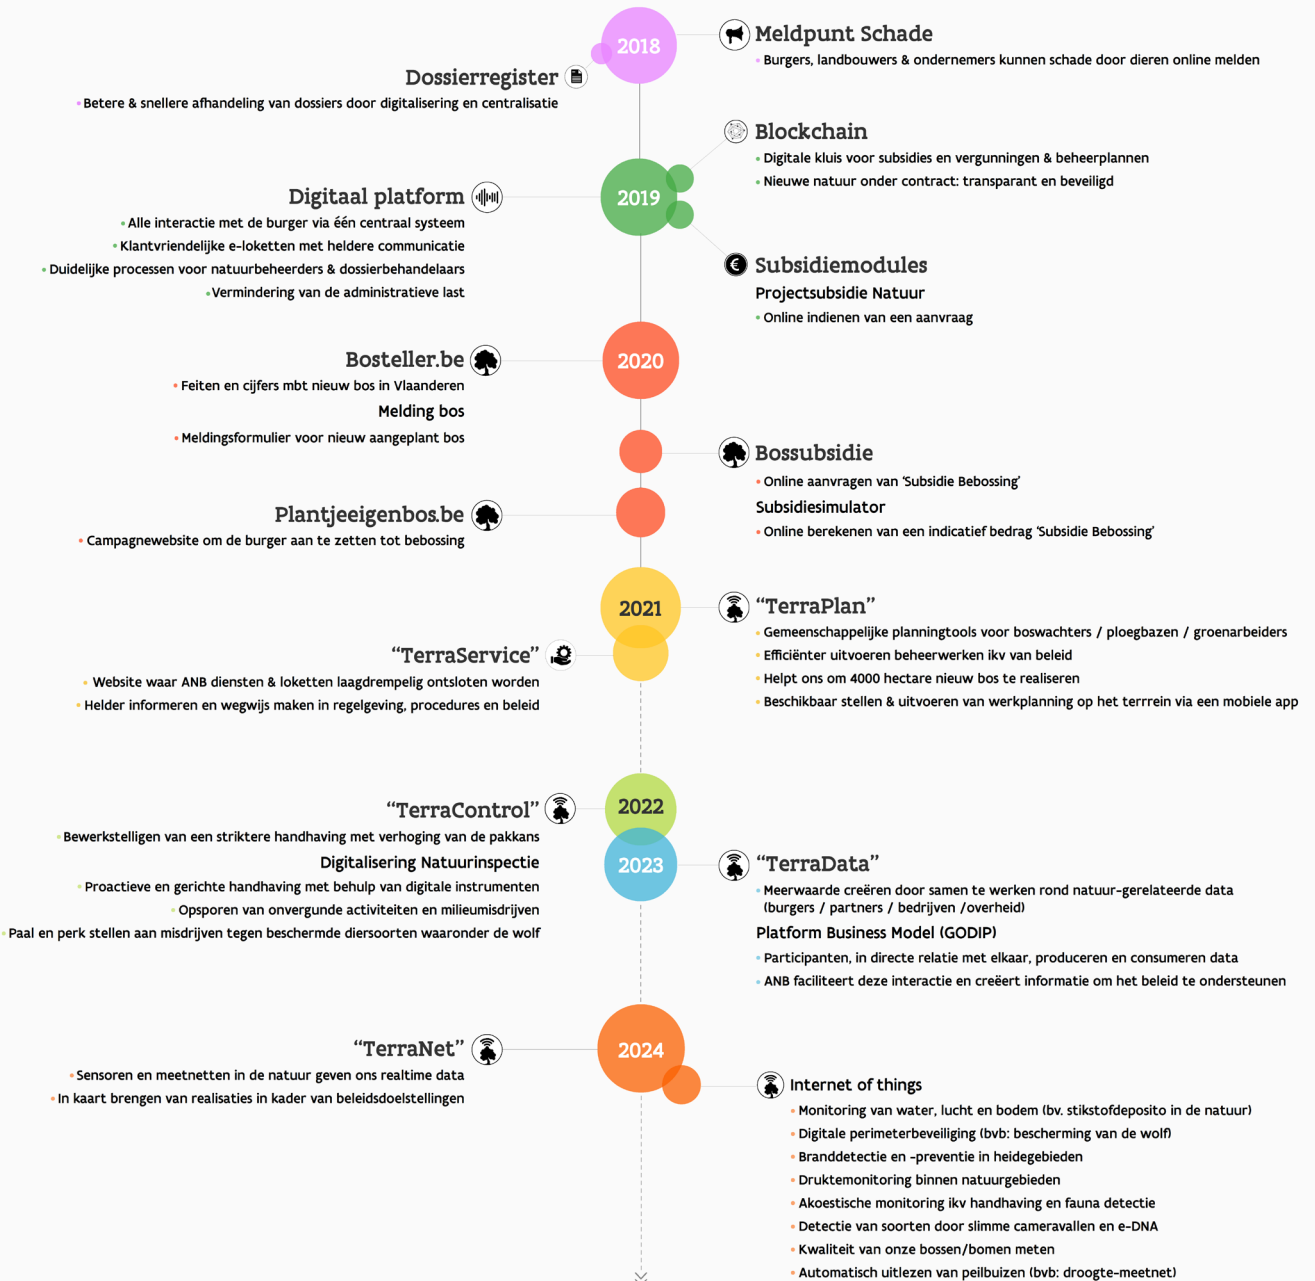 2018
Meldpunt Schade
Burgers, landbouwers & ondernemers kunnen schade door dieren online melden
Dossierregister
Betere & snellere afhandeling van dossiers door digitalisering en centralisatie
2019
Blockchain
Digitale kluis voor subsidies en vergunningen & beheerplannen
Nieuwe natuur onder contract: transparant en beveiligd
Digitaal platform
Alle interactie met de burger via één centraal systeem
Klantvriendelijke e-loketten met heldere communicatie
Duidelijke processen voor natuurbeheerders & dossierbehandelaars
Vermindering van de administratieve last
Subsidiemodules
Projectsubsidie Natuur
Online indienen van een aanvraag
2020
Bosteller.be
Feiten en cijfers mbt nieuw bos in Vlaanderen
Melding bos
Meldingsformulier voor nieuw aangeplant bos
Bossubsidie
Online aanvragen van ‘Subsidie Bebossing’
Subsidiesimulator
Online berekenen van een indicatief bedrag ‘Subsidie Bebossing’
Plantjeeigenbos.be
Campagnewebsite om de burger aan te zetten tot bebossing
2021
“TerraPlan”
Gemeenschappelijke planningtools voor boswachters / ploegbazen / groenarbeiders
Efficiënter uitvoeren beheerwerken ikv van beleid
Helpt ons om 4000 hectare nieuw bos te realiseren
Beschikbaar stellen & uitvoeren van werkplanning op het terrrein via een mobiele app
“TerraService”
Website waar ANB diensten & loketten laagdrempelig ontsloten worden
Helder informeren en wegwijs maken in regelgeving, procedures en beleid
2022
“TerraControl”
Bewerkstelligen van een striktere handhaving met verhoging van de pakkans
Digitalisering Natuurinspectie
Proactieve en gerichte handhaving met behulp van digitale instrumenten
Opsporen van onvergunde activiteiten en milieumisdrijven
Paal en perk stellen aan misdrijven tegen beschermde diersoorten waaronder de wolf
2023
“TerraData”
Meerwaarde creëren door samen te werken rond natuur-gerelateerde data
(burgers / partners / bedrijven /overheid)
Platform Business Model (GODIP)
Participanten, in directe relatie met elkaar, produceren en consumeren data
ANB faciliteert deze interactie en creëert informatie om het beleid te ondersteunen
2024
“TerraNet”
Sensoren en meetnetten in de natuur geven ons realtime data
In kaart brengen van realisaties in kader van beleidsdoelstellingen
Internet of things
Monitoring van water, lucht en bodem (bv. stikstofdeposito in de natuur)
Digitale perimeterbeveiliging (bvb: bescherming van de wolf)
Branddetectie en -preventie in heidegebieden
Druktemonitoring binnen natuurgebieden
Akoestische monitoring ikv handhaving en fauna detectie
Detectie van soorten door slimme cameravallen en e-DNA
Kwaliteit van onze bossen/bomen meten
Automatisch uitlezen van peilbuizen (bvb: droogte-meetnet)